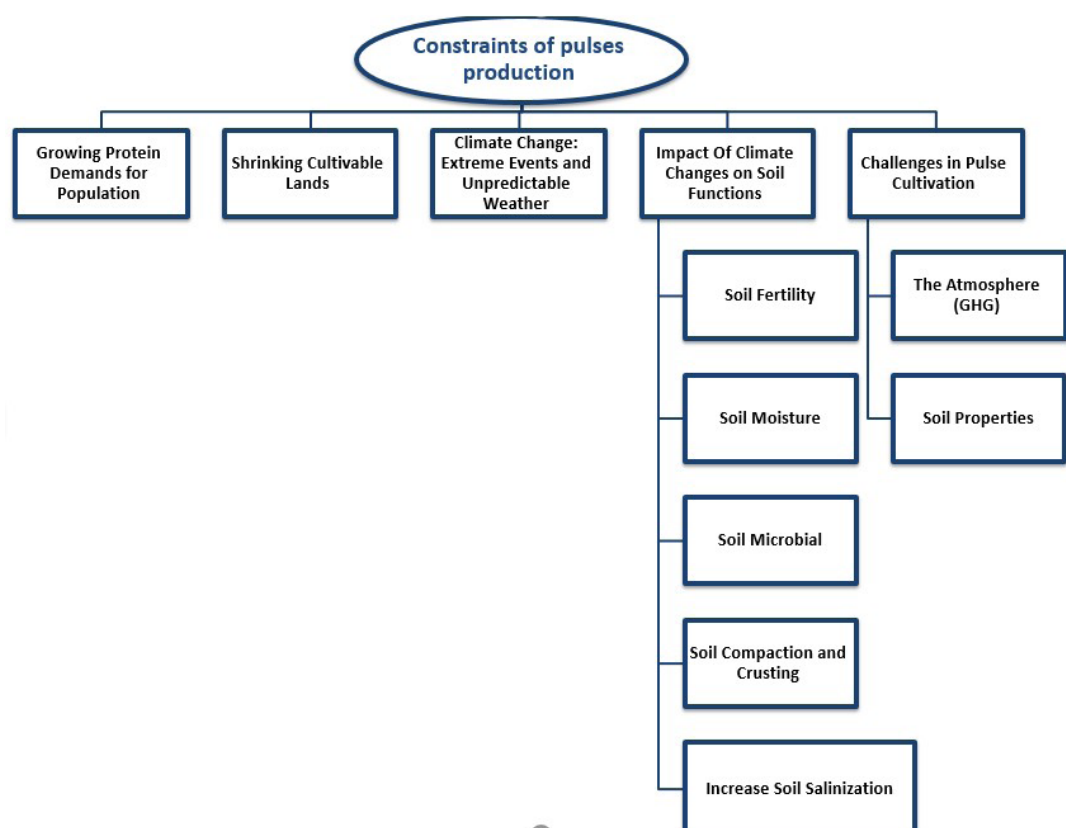 Constraints of pulses
production
Growing Protein
Demands for
Population
Shrinking Cultivable
Lands
Climate Change:
Extreme Events and
Unpredictable
Weather
Impact Of Climate
Changes on Soil
Functions
Challenges in Pulse
Cultivation
Soil Fertility
The Atmosphere
(GHG)
Soil Moisture
Soil Properties
Soil Microbial
Soil Compaction and
Crusting
Increase Soil Salinization